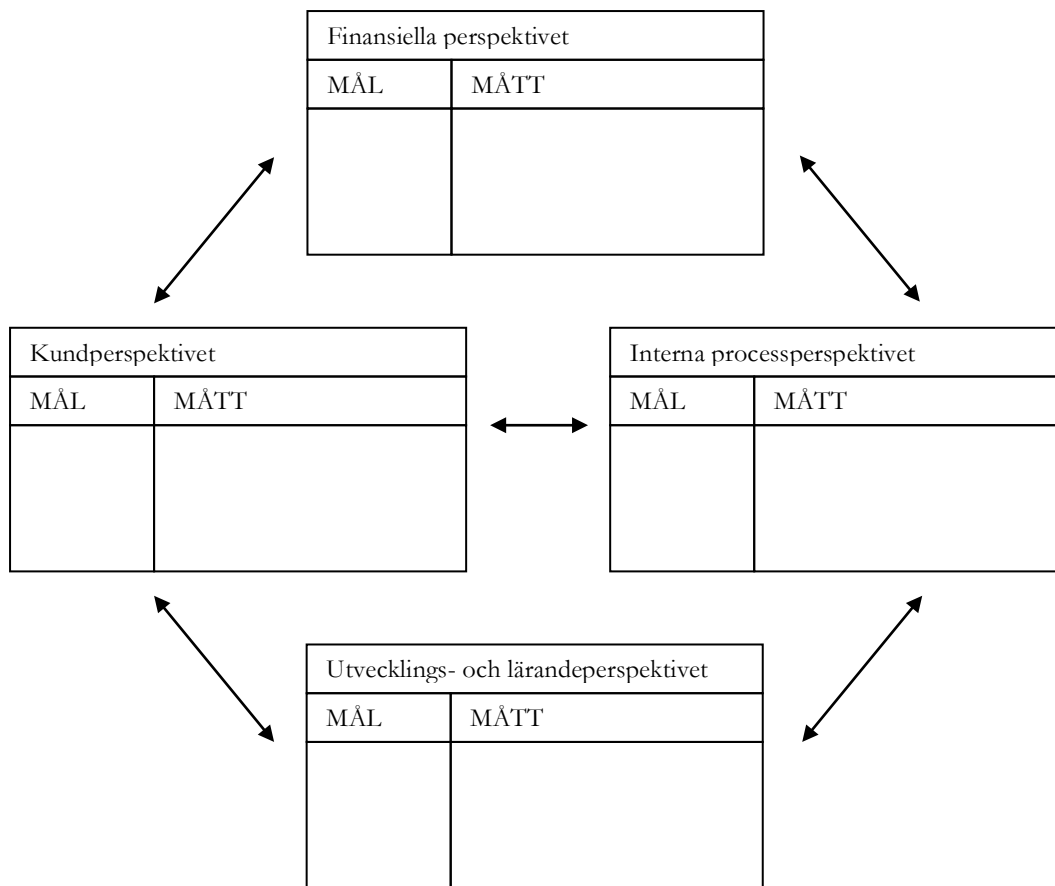 Finansiella perspektivet
MÅL MÅTT
Kundperspektivet
MÅL MÅTT
Interna processperspektivet
MÅL MÅTT
Utvecklings- och lärandeperspektivet
MÅL MÅTT